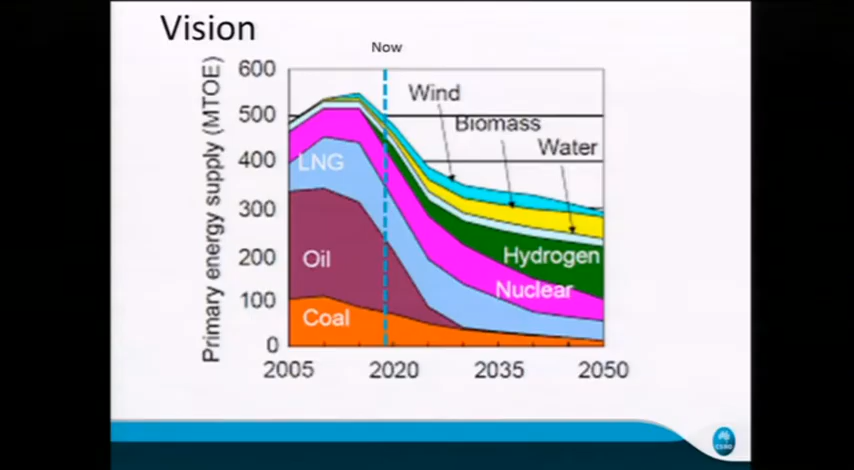 Vision
Now
Primary energy supply (MTOE)
600
500
400
300
200
100
0
Wind
Biomass
Water
LNG
Oil
Coal
Hydrogen
Nuclear
2005 2020 2035 2050
CSIRO